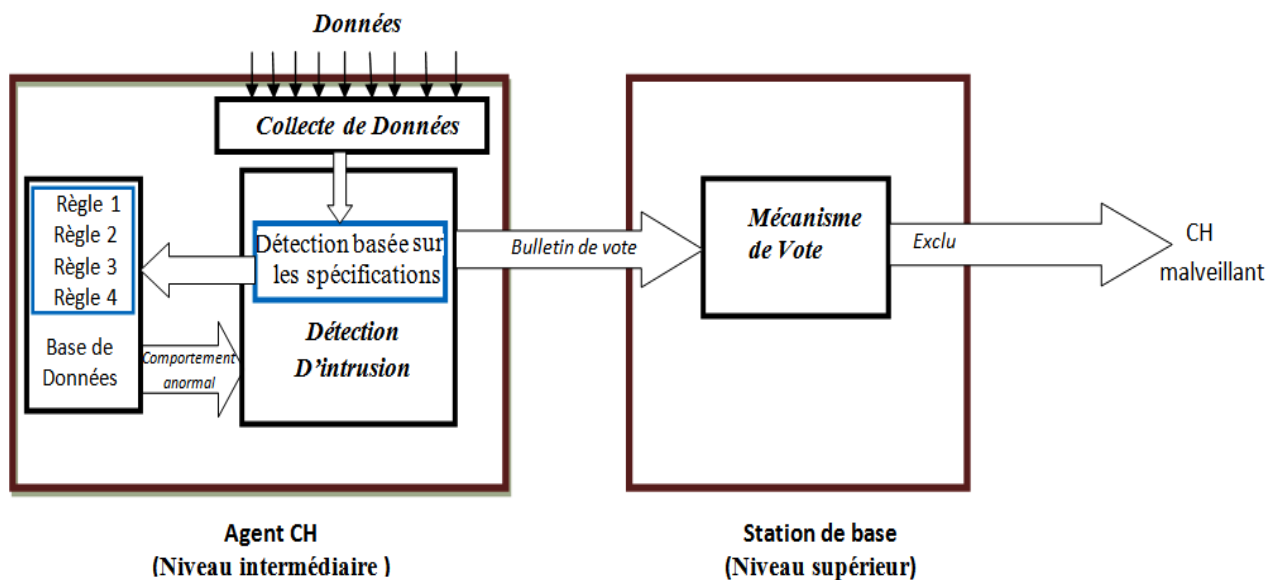 Données
Collecte de Données
Règle 1
Règle 2
Règle 3
Règle 4
Base de
Données
Détection basée sur
les spécifications
Détection
D'intrusion
Comportement
anormal
Bulletin de vote
Mécanisme
de Vote
Exclu
CH
malveillant
Agent CH
(Niveau intermédiaire )
Station de base
(Niveau supérieur)